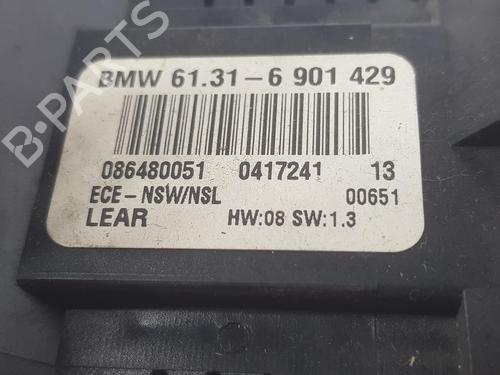 B-PARTS
BMW 61.31-6 901 429
086480051 0417241 13
ECE-NSW/NSL 00651
LEAR HW:08 SW:1.3